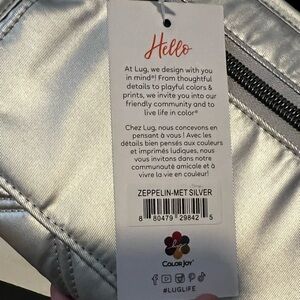 Hello
At Lug, we design with you
in mind®! From thoughtful
details to playful colors &
prints, we invite you into our
friendly community and to
live life in color®
Chez Lug, nous concevons en
pensant à vous ! Avec les
détails bien pensés aux couleurs
et imprimés ludiques, nous
vous invitons dans notre
communauté amicale et à
vivre la vie en couleur!
ZEPPELIN-MET SILVER
8 80479 29842 5
COLORJOY
#LUGLIFE